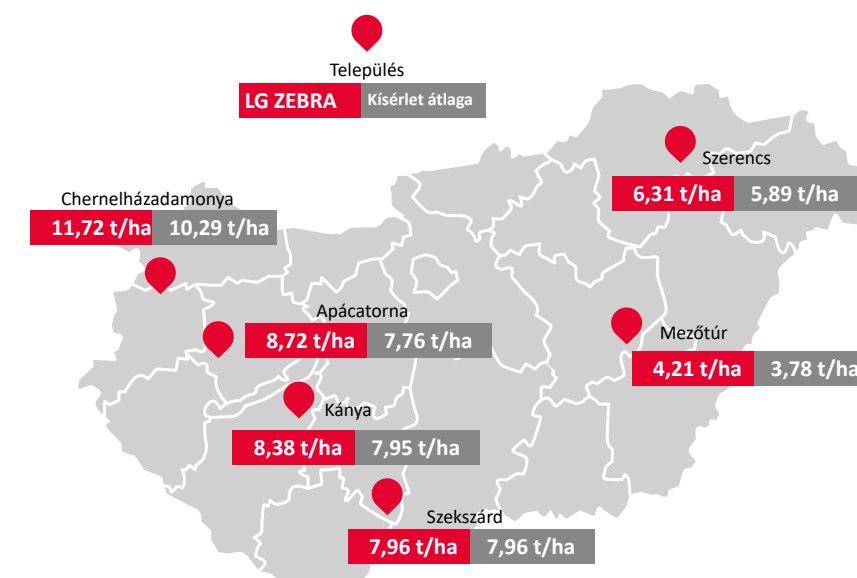 Település
LG ZEBRA Kísérlet átlaga
Szerencs
6,31 t/ha 5,89 t/ha
Chernelházadamonya
11,72 t/ha 10,29 t/ha
Apácatorna
8,72 t/ha 7,76 t/ha
Mezőtúr
4,21 t/ha 3,78 t/ha
Kánya
8,38 t/ha 7,95 t/ha
Szekszárd
7,96 t/ha 7,96 t/ha